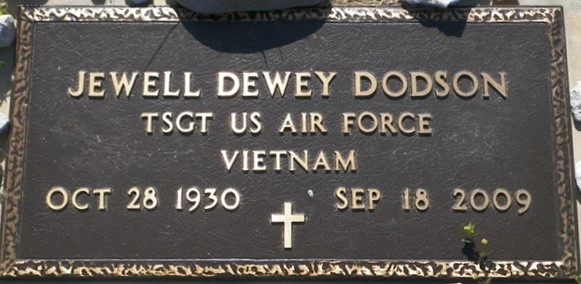 JEWELL DEWEY DODSON
TSGT US AIR FORCE
VIETNAM
OCT 28 1930 SEP 18 2009